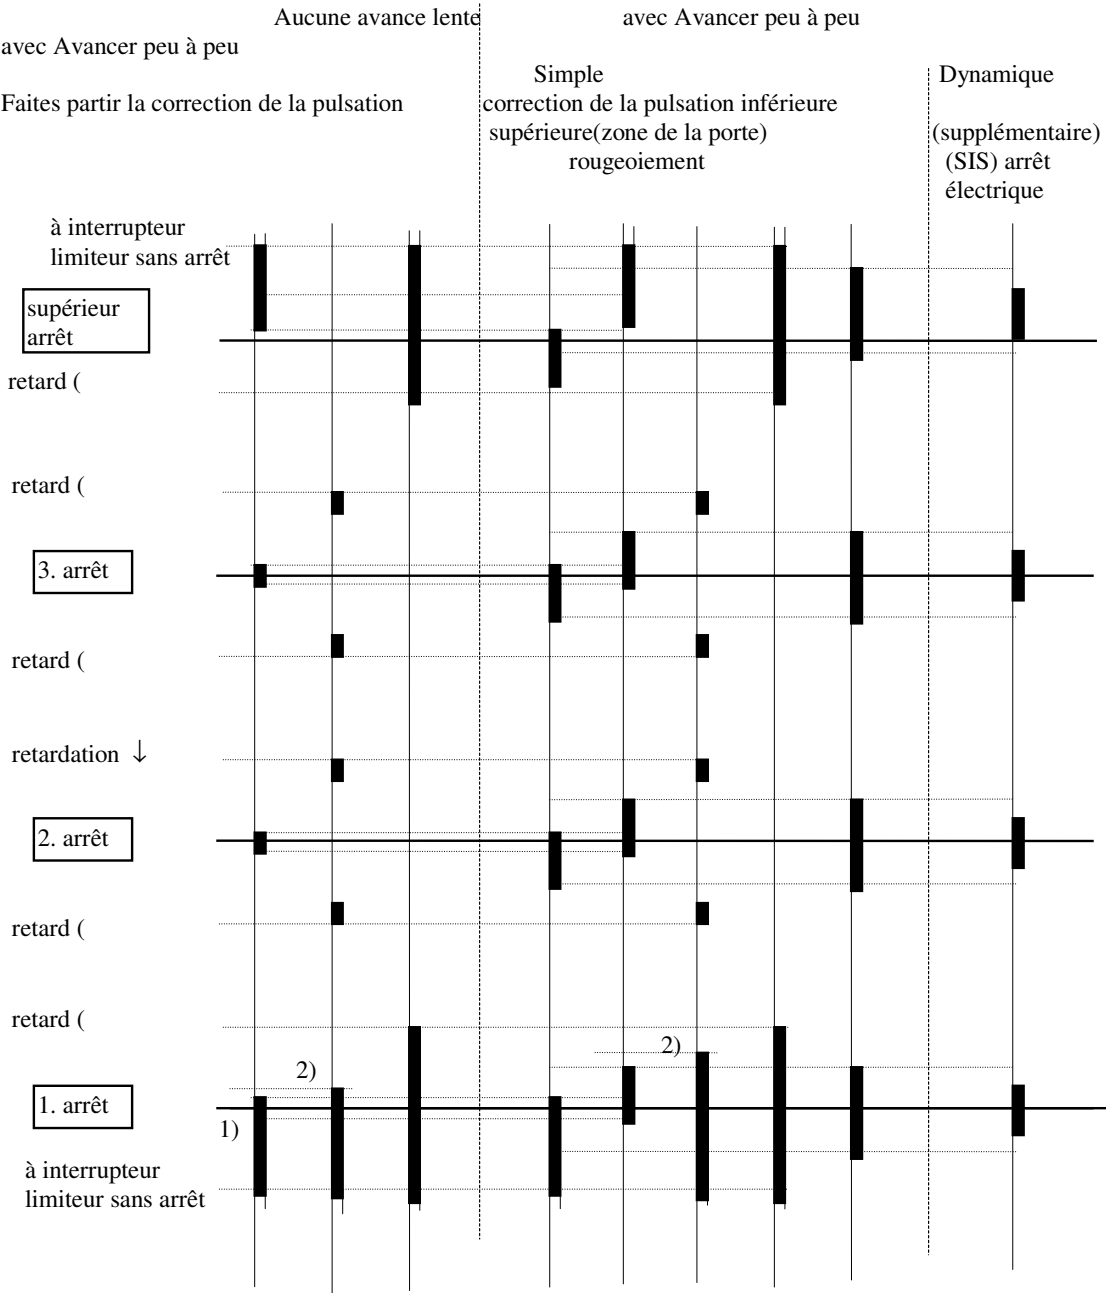 Aucune avance lente avec Avancer peu à peu
avec Avancer peu à peu
Simple Dynamique
Faites partir la correction de la pulsation correction de la pulsation inférieure
supérieure(zone de la porte) (supplémentaire)
rougeoiement (SIS) arrêt
électrique
à interrupteur
limiteur sans arrêt
supérieur
arrêt
retard (
retard (
3. arrêt
retard (
retardation ↓
2. arrêt
retard (
retard (
2)
2)
1. arrêt
1)
à interrupteur
limiteur sans arrêt